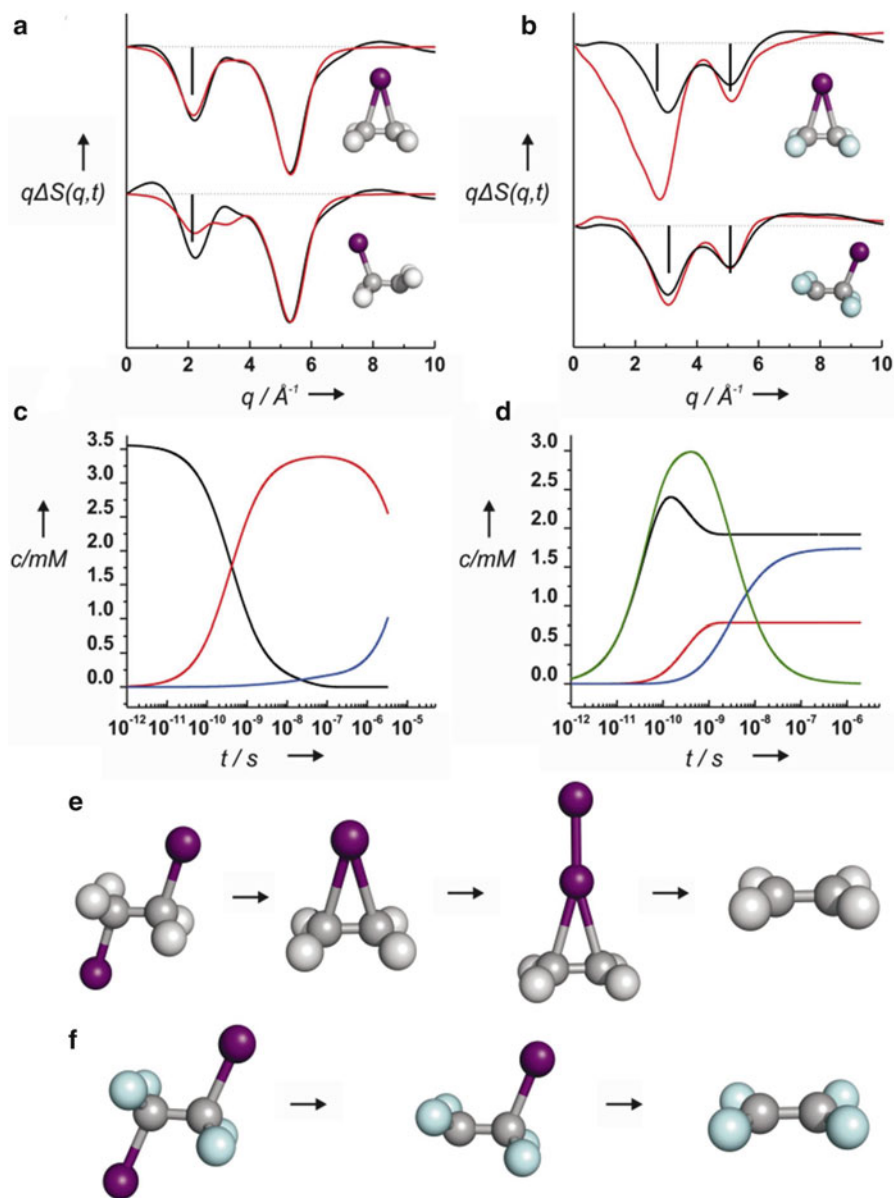 a
b
qΔS(q,t)
qΔS(q,t)
0 2 4 6 8 10
0 2 4 6 8 10
q / Å⁻¹
q / Å⁻¹
c
d
3.5
3.0
2.5
2.0
1.5
1.0
0.5
0.0
c/mM
3.0
2.5
2.0
1.5
1.0
0.5
0.0
c/mM
10⁻¹² 10⁻¹¹ 10⁻¹⁰ 10⁻⁹ 10⁻⁸ 10⁻⁷ 10⁻⁶ 10⁻⁵
10⁻¹² 10⁻¹¹ 10⁻¹⁰ 10⁻⁹ 10⁻⁸ 10⁻⁷ 10⁻⁶
t / s
t / s
e
f